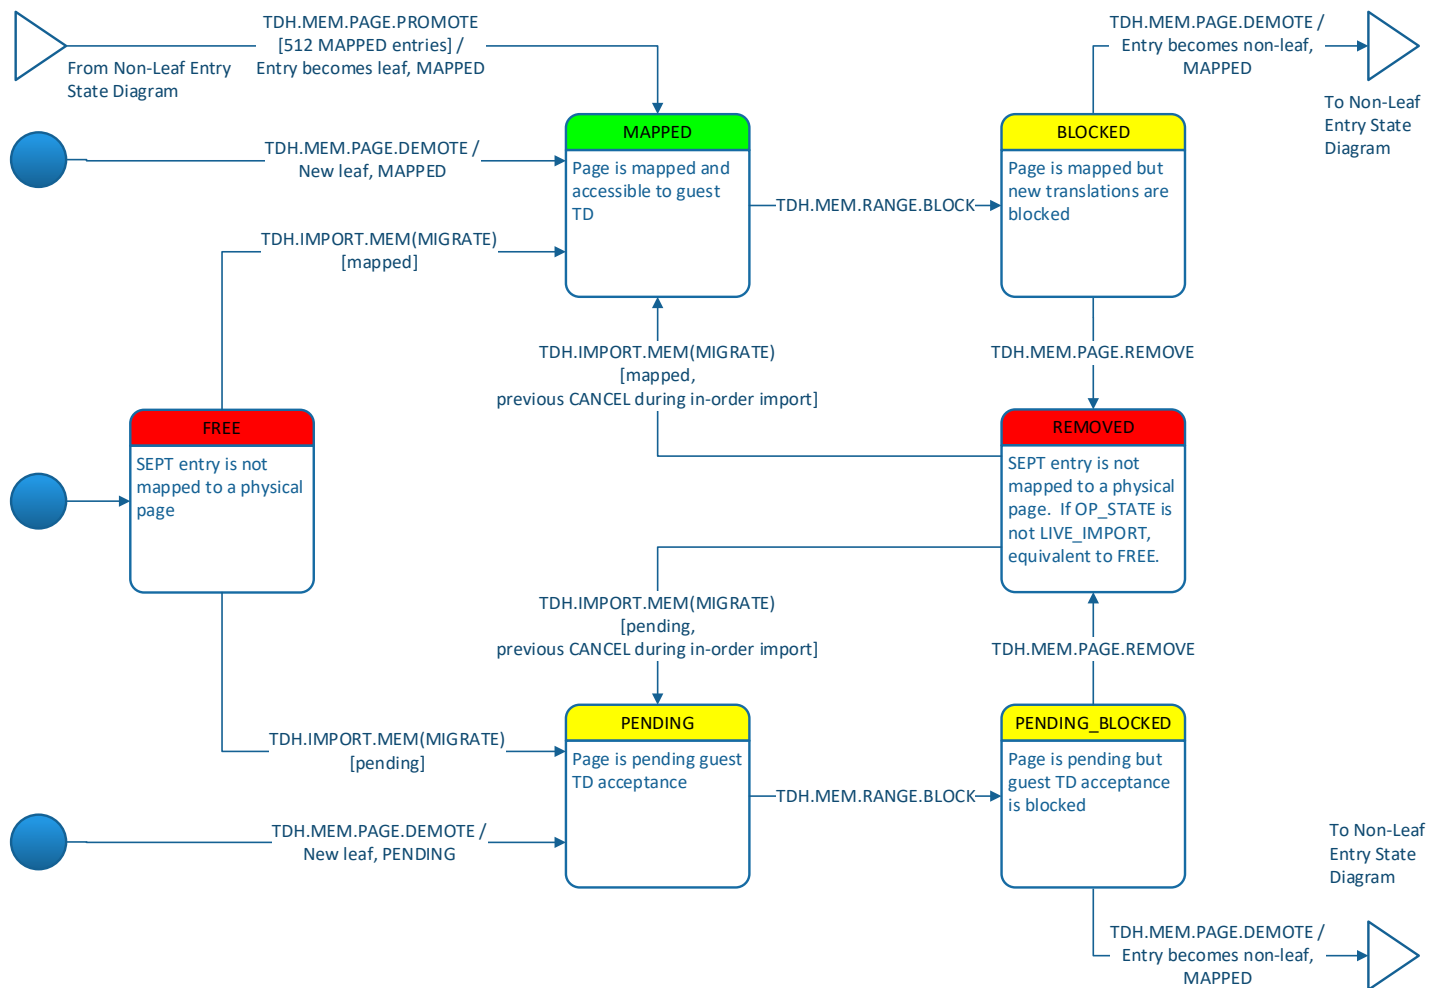 TDH.MEM.PAGE.PROMOTE
[512 MAPPED entries] /
Entry becomes leaf, MAPPED
From Non-Leaf Entry
State Diagram
TDH.MEM.PAGE.DEMOTE /
Entry becomes non-leaf,
MAPPED
To Non-Leaf
Entry State
Diagram
TDH.MEM.PAGE.DEMOTE /
New leaf, MAPPED
MAPPED
Page is mapped and
accessible to guest
TD
TDH.MEM.RANGE.BLOCK
BLOCKED
Page is mapped but
new translations are
blocked
TDH.IMPORT.MEM(MIGRATE)
[mapped]
TDH.IMPORT.MEM(MIGRATE)
[mapped,
previous CANCEL during in-order import]
TDH.MEM.PAGE.REMOVE
FREE
SEPT entry is not
mapped to a physical
page
REMOVED
SEPT entry is not
mapped to a physical
page. If OP_STATE is
not LIVE_IMPORT,
equivalent to FREE.
TDH.IMPORT.MEM(MIGRATE)
[pending,
previous CANCEL during in-order import]
TDH.MEM.PAGE.REMOVE
TDH.IMPORT.MEM(MIGRATE)
[pending]
PENDING
Page is pending guest
TD acceptance
TDH.MEM.RANGE.BLOCK
PENDING_BLOCKED
Page is pending but
guest TD acceptance
is blocked
TDH.MEM.PAGE.DEMOTE /
New leaf, PENDING
To Non-Leaf
Entry State
Diagram
TDH.MEM.PAGE.DEMOTE /
Entry becomes non-leaf,
MAPPED